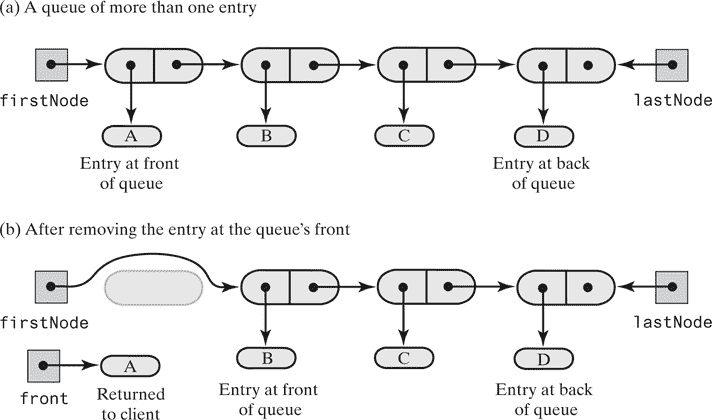 (a) A queue of more than one entry
firstNode
lastNode
A
B
C
D
Entry at front
of queue
Entry at back
of queue
(b) After removing the entry at the queue's front
firstNode
lastNode
B
C
D
front
A
Returned
to client
Entry at front
of queue
Entry at back
of queue